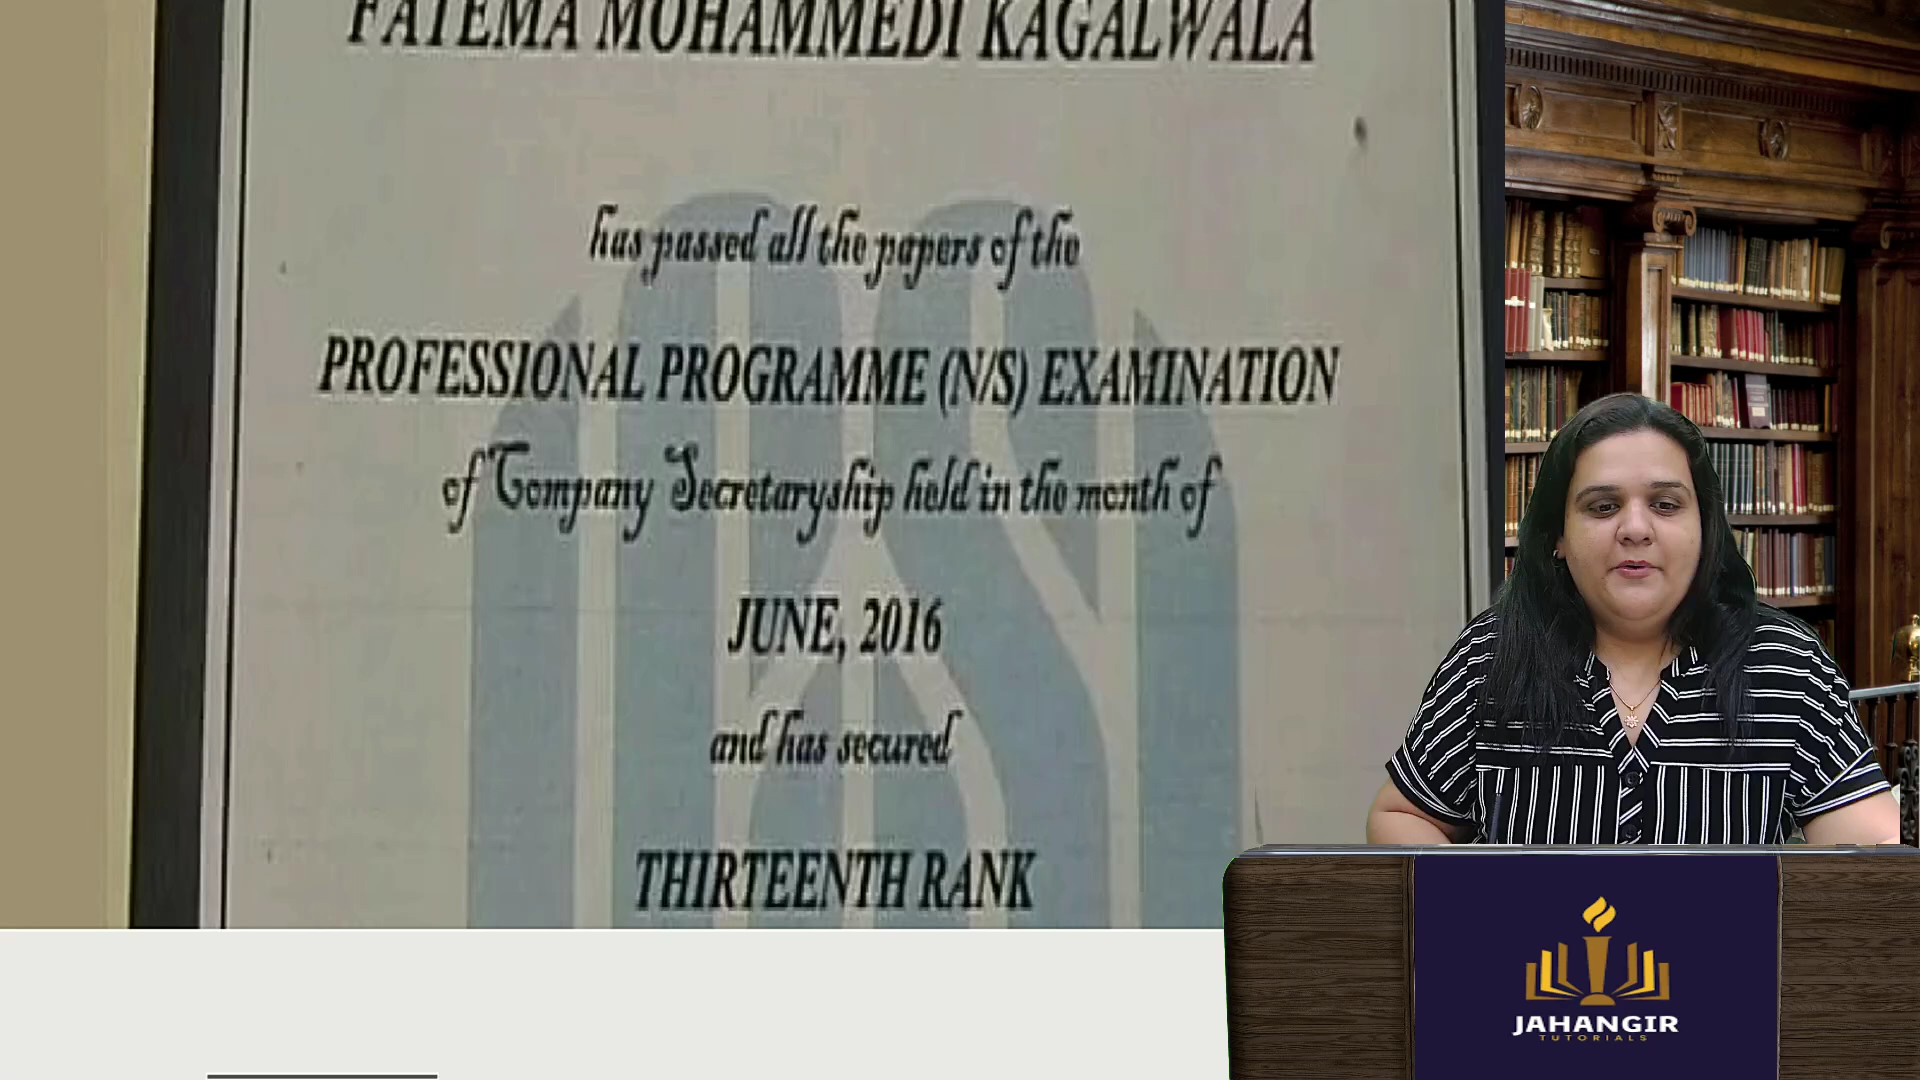 FATEMA MOHAMMEDI KAGALWALA
has passed all the papers of the
PROFESSIONAL PROGRAMME (N/S) EXAMINATION
of Company Secretaryship held in the month of
JUNE, 2016
and has secured
THIRTEENTH RANK
JAHANGIR
TUTORIALS